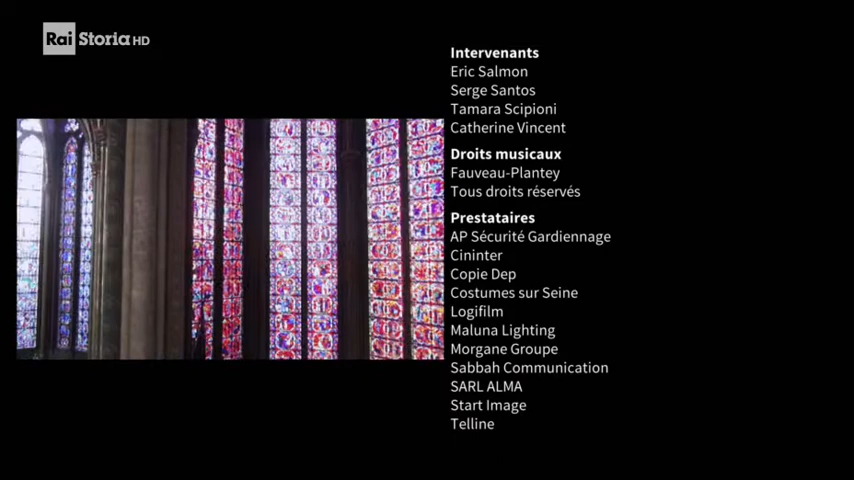 Rai Storia HD
Intervenants
Eric Salmon
Serge Santos
Tamara Scipioni
Catherine Vincent
Droits musicaux
Fauveau-Plantey
Tous droits réservés
Prestataires
AP Sécurité Gardiennage
Cininter
Copie Dep
Costumes sur Seine
Logifilm
Maluna Lighting
Morgane Groupe
Sabbah Communication
SARL ALMA
Start Image
Telline